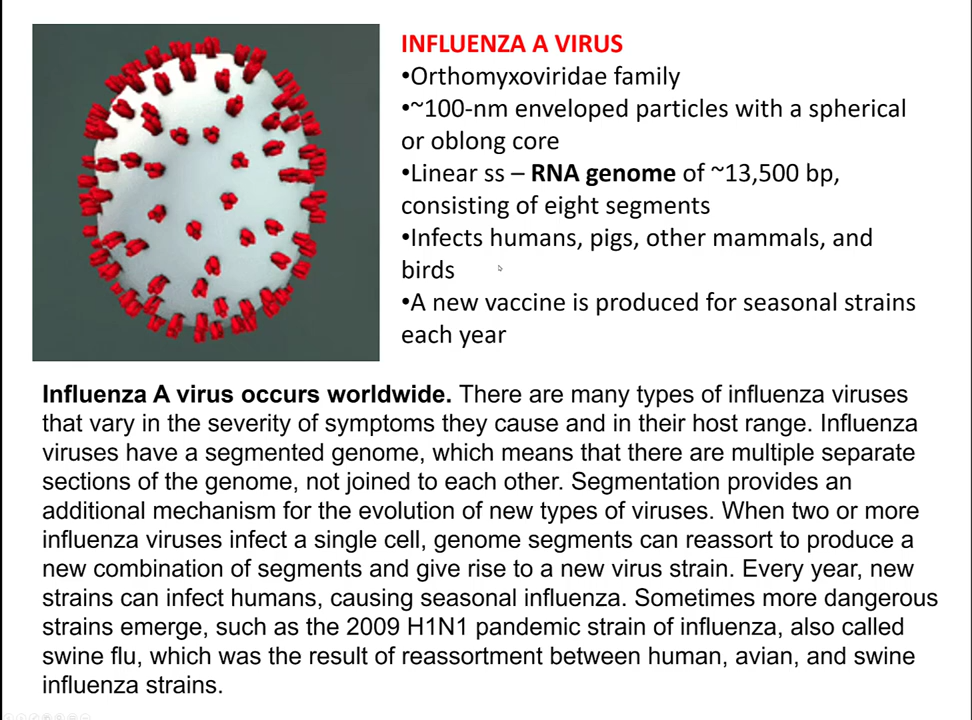 INFLUENZA A VIRUS
•Orthomyxoviridae family
•~100-nm enveloped particles with a spherical
or oblong core
•Linear ss – RNA genome of ~13,500 bp,
consisting of eight segments
•Infects humans, pigs, other mammals, and
birds
•A new vaccine is produced for seasonal strains
each year
Influenza A virus occurs worldwide. There are many types of influenza viruses
that vary in the severity of symptoms they cause and in their host range. Influenza
viruses have a segmented genome, which means that there are multiple separate
sections of the genome, not joined to each other. Segmentation provides an
additional mechanism for the evolution of new types of viruses. When two or more
influenza viruses infect a single cell, genome segments can reassort to produce a
new combination of segments and give rise to a new virus strain. Every year, new
strains can infect humans, causing seasonal influenza. Sometimes more dangerous
strains emerge, such as the 2009 H1N1 pandemic strain of influenza, also called
swine flu, which was the result of reassortment between human, avian, and swine
influenza strains.